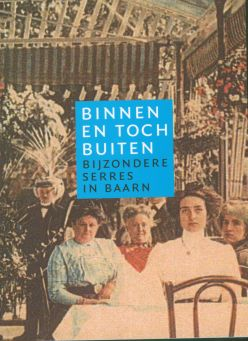 BINNEN
EN TOCH
BUITEN
BIJZONDERE
SERRES
IN BAARN